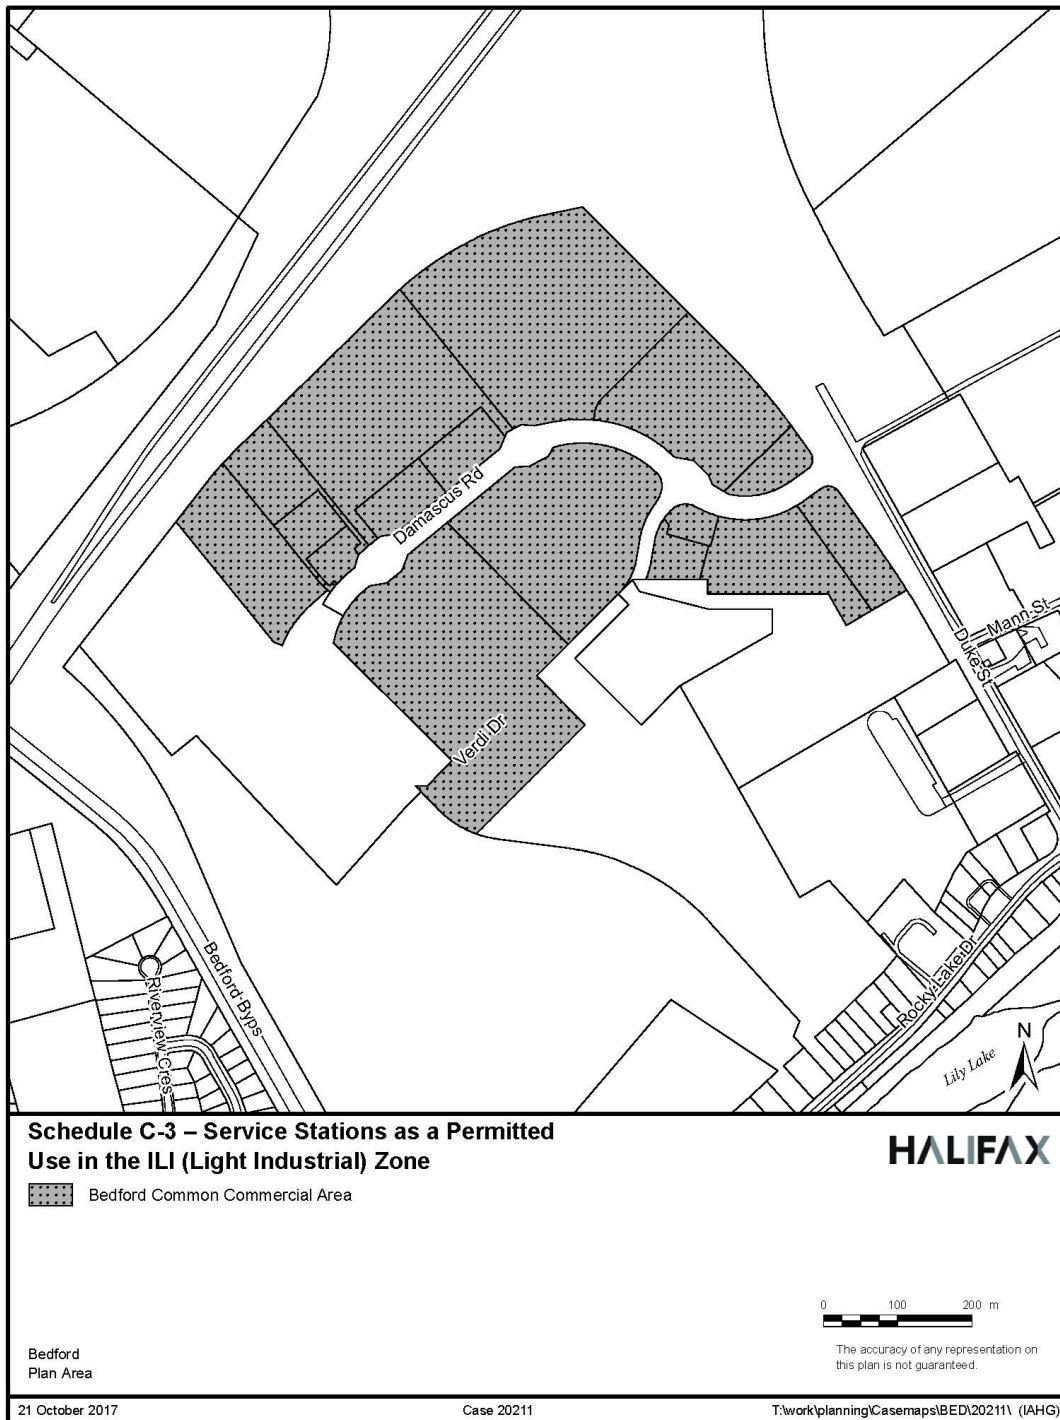 Damascus Rd
Verdi Dr
Mann St
Duke St
Bedford Byps
Riverview Cres
Rocky Lake Dr
Lily Lake
N
Schedule C-3 – Service Stations as a Permitted
Use in the ILI (Light Industrial) Zone
HALIFAX
Bedford Common Commercial Area
0 100 200 m
The accuracy of any representation on
this plan is not guaranteed.
Bedford
Plan Area
21 October 2017 Case 20211 T:\work\planning\Casemaps\BED\20211\ (IAHG)